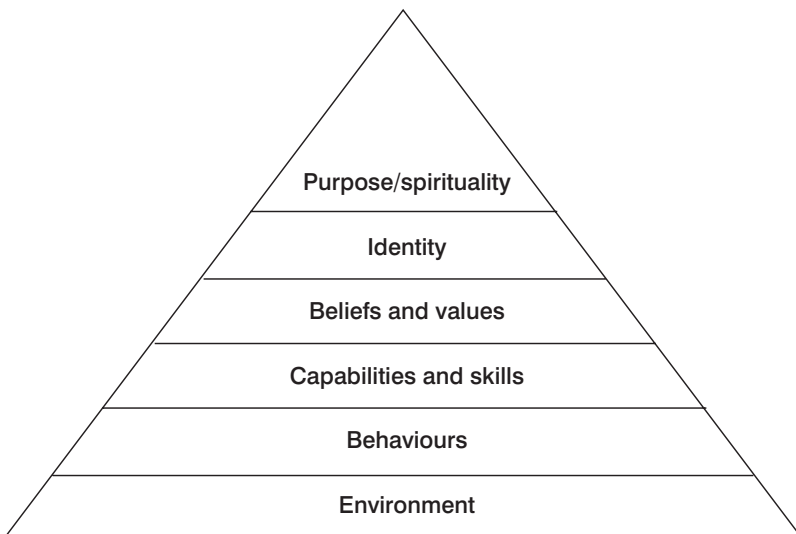 Purpose/spirituality
Identity
Beliefs and values
Capabilities and skills
Behaviours
Environment